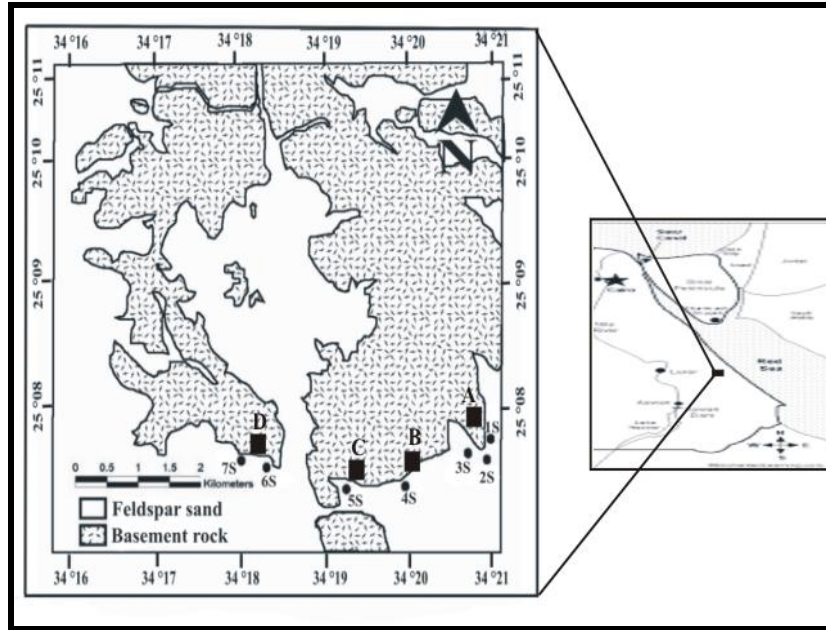 34 °16 34 °17 34 °18 34 °19 34 °20 34 °21
25 °11
25 °11
25 °10
25 °10
N
25 °09
25 °09
25 °08
25 °08
A
1S
D
B
C
3S
2S
7S
6S
5S
4S
0 0.5 1 1.5 2
Kilometers
Feldspar sand
Basement rock
34 °16 34 °17 34 °18 34 °19 34 °20 34 °21
Cairo
Red
Sea
Luxor
N
W E
S